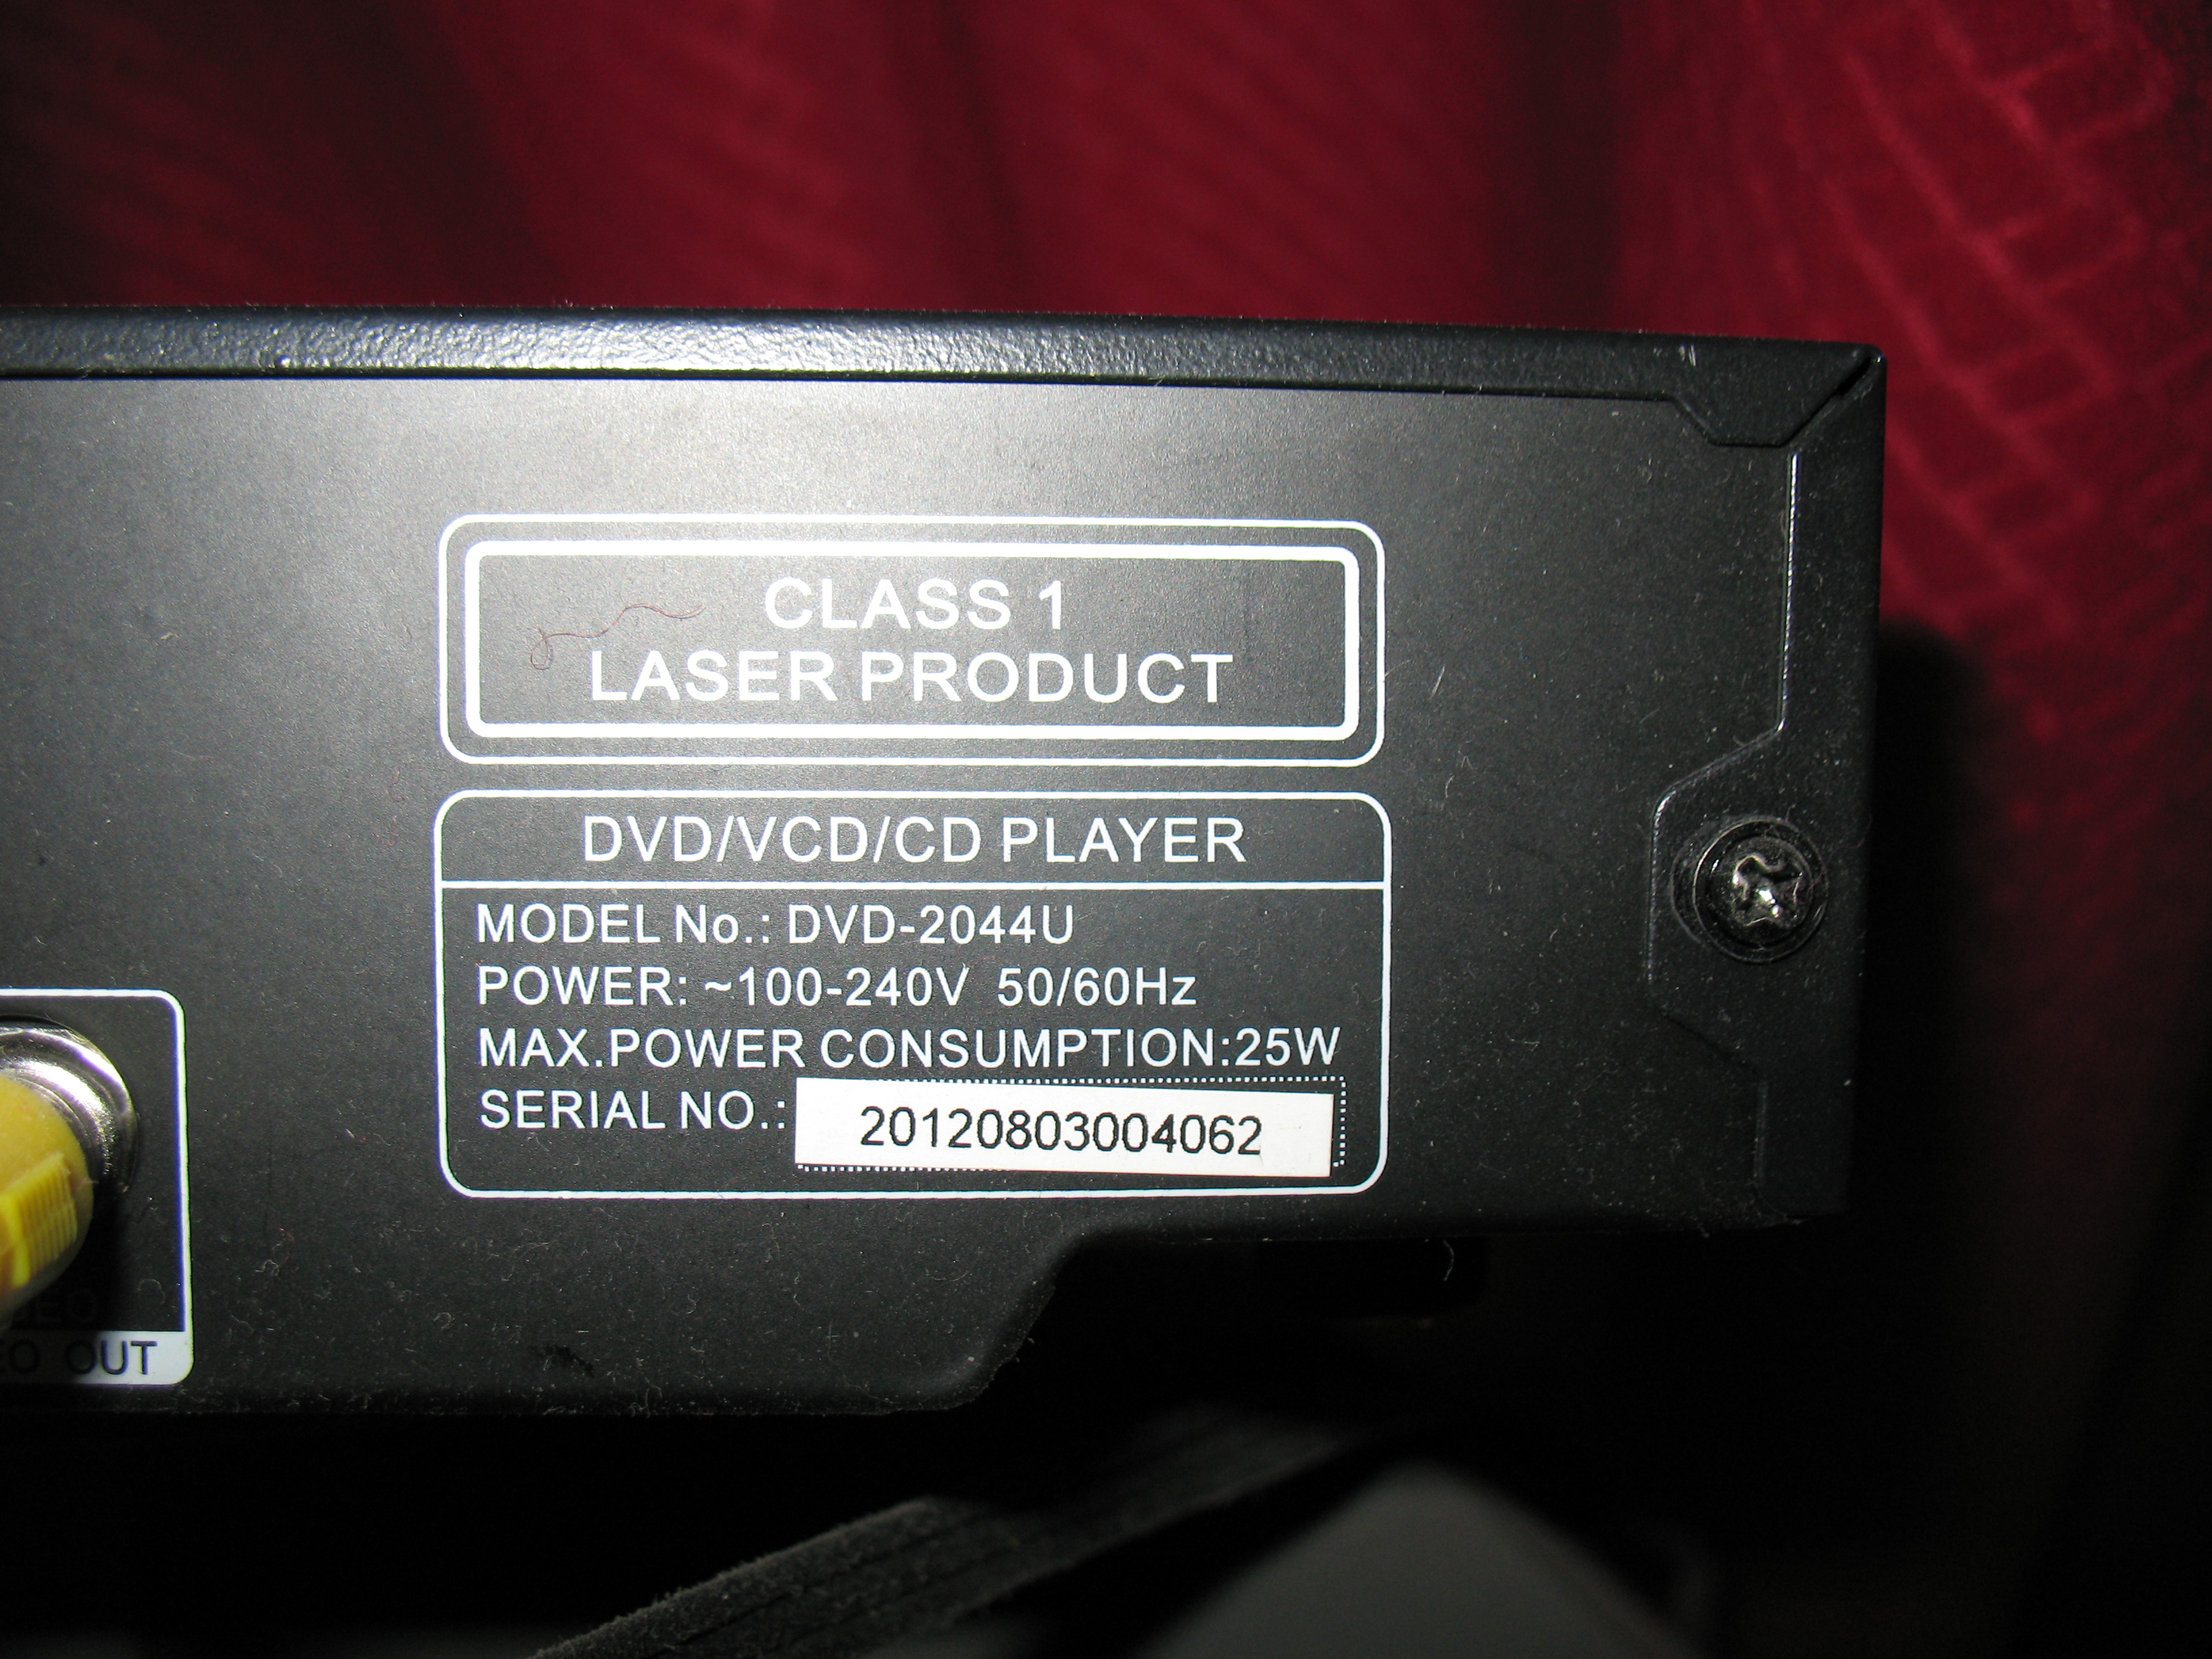 CLASS 1
LASER PRODUCT
DVD/VCD/CD PLAYER
MODEL No.: DVD-2044U
POWER: ~100-240V 50/60Hz
MAX.POWER CONSUMPTION:25W
SERIAL NO.: 20120803004062
OUT